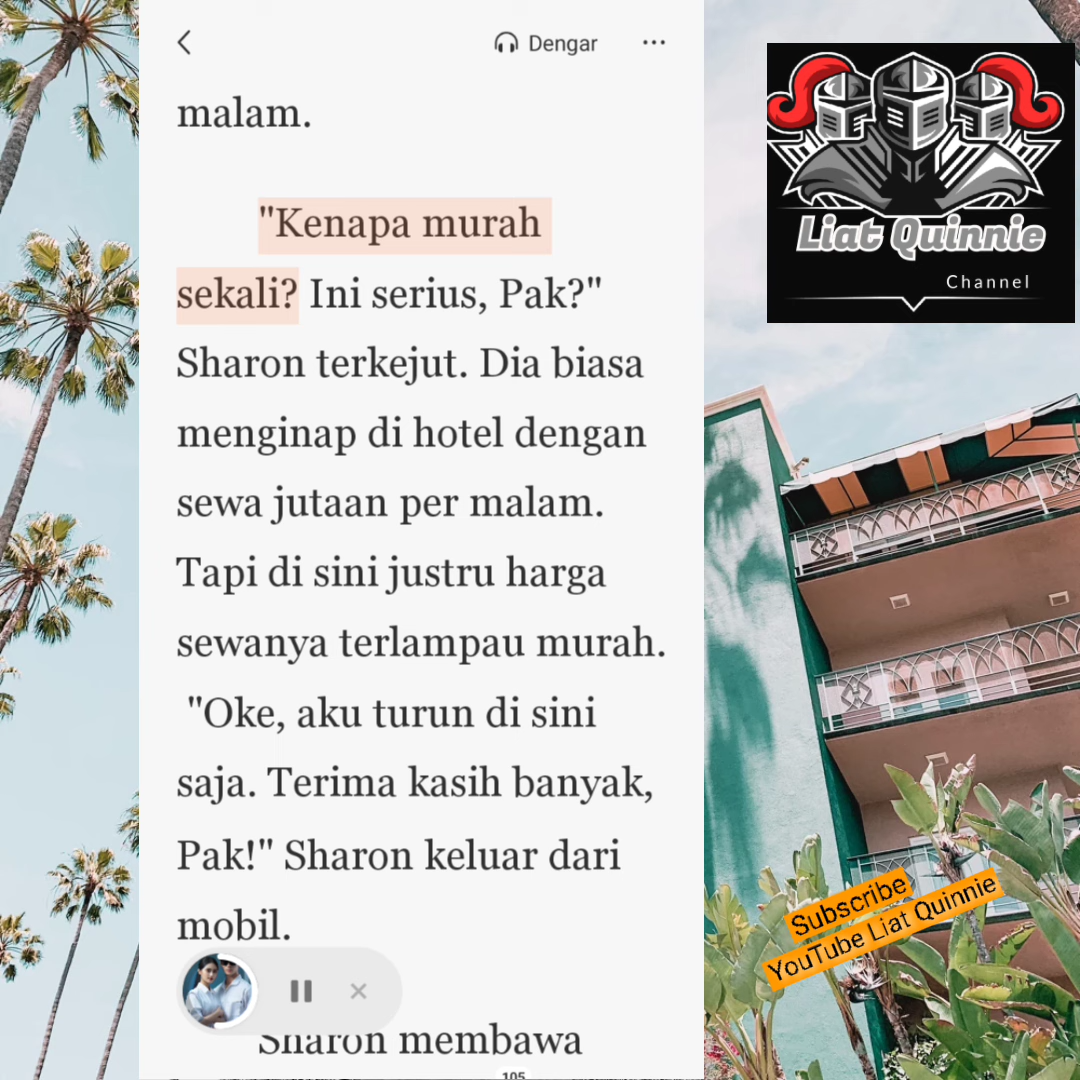 Dengar
malam.
"Kenapa murah
sekali? Ini serius, Pak?"
Sharon terkejut. Dia biasa
menginap di hotel dengan
sewa jutaan per malam.
Tapi di sini justru harga
sewanya terlampau murah.
"Oke, aku turun di sini
saja. Terima kasih banyak,
Pak!" Sharon keluar dari
mobil.
Sharon membawa
105
Liat Quinnie
Channel
Subscribe
YouTube Liat Quinnie